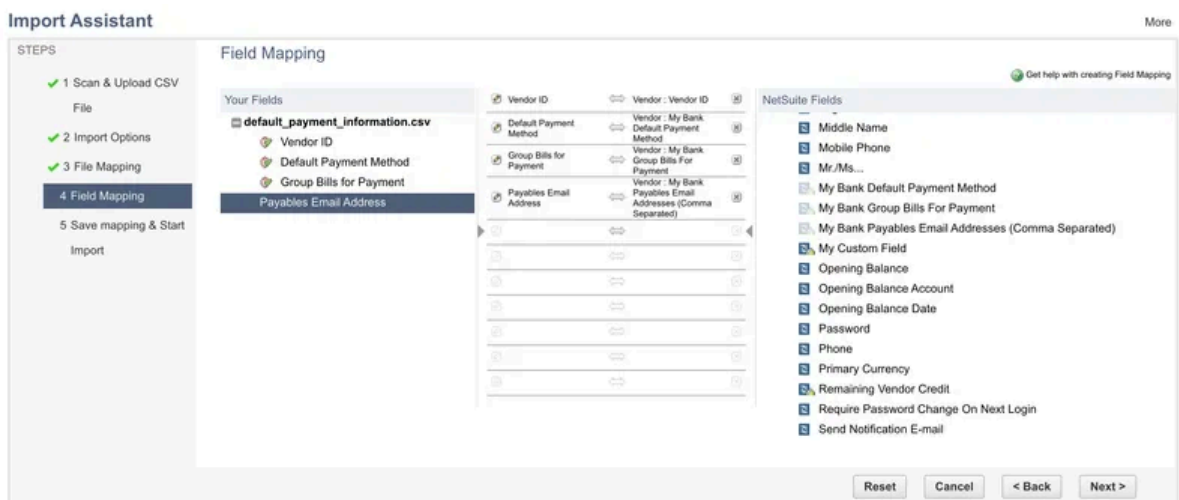 Import Assistant
More
STEPS
1 Scan & Upload CSV
File
2 Import Options
3 File Mapping
4 Field Mapping
5 Save mapping & Start
Import
Field Mapping
Get help with creating Field Mapping
Your Fields
default_payment_information.csv
Vendor ID
Default Payment Method
Group Bills for Payment
Payables Email Address
Vendor ID
Vendor : Vendor ID
Default Payment
Method
Vendor : My Bank
Default Payment
Method
Group Bills for
Payment
Vendor : My Bank
Group Bills For
Payment
Payables Email
Address
Vendor : My Bank
Payables Email
Addresses (Comma
Separated)
NetSuite Fields
Middle Name
Mobile Phone
Mr./Ms...
My Bank Default Payment Method
My Bank Group Bills For Payment
My Bank Payables Email Addresses (Comma Separated)
My Custom Field
Opening Balance
Opening Balance Account
Opening Balance Date
Password
Phone
Primary Currency
Remaining Vendor Credit
Require Password Change On Next Login
Send Notification E-mail
Reset
Cancel
< Back
Next >